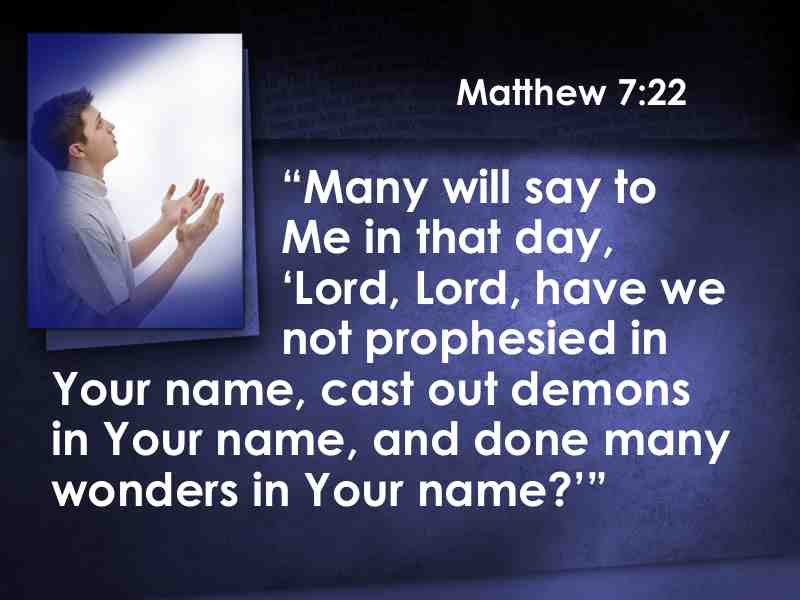 Matthew 7:22
“Many will say to
Me in that day,
‘Lord, Lord, have we
not prophesied in
Your name, cast out demons
in Your name, and done many
wonders in Your name?’”